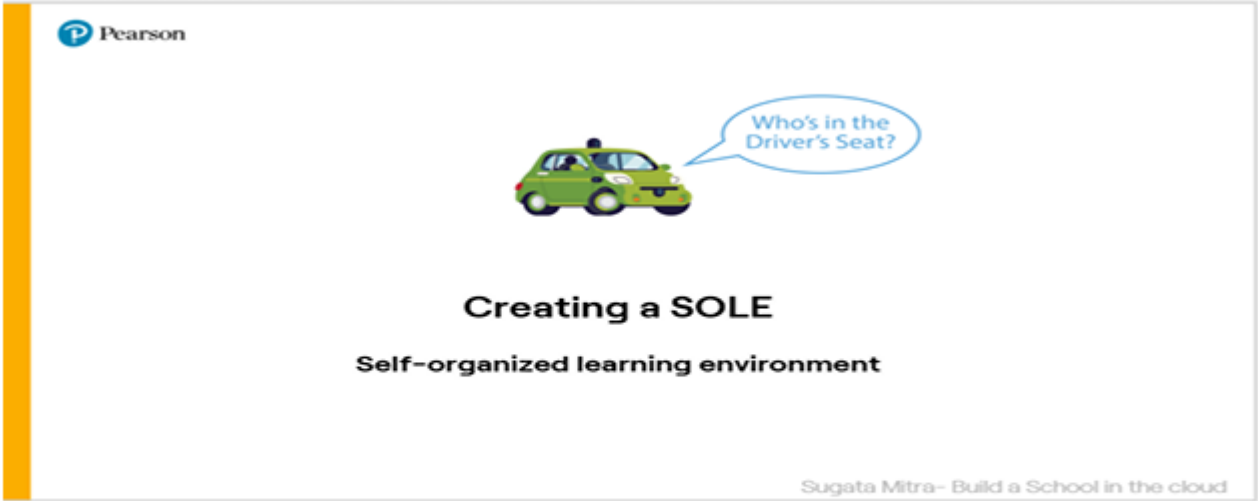 Pearson
Who's in the
Driver's Seat?
Creating a SOLE
Self-organized learning environment
Sugata Mitra- Build a School in the cloud